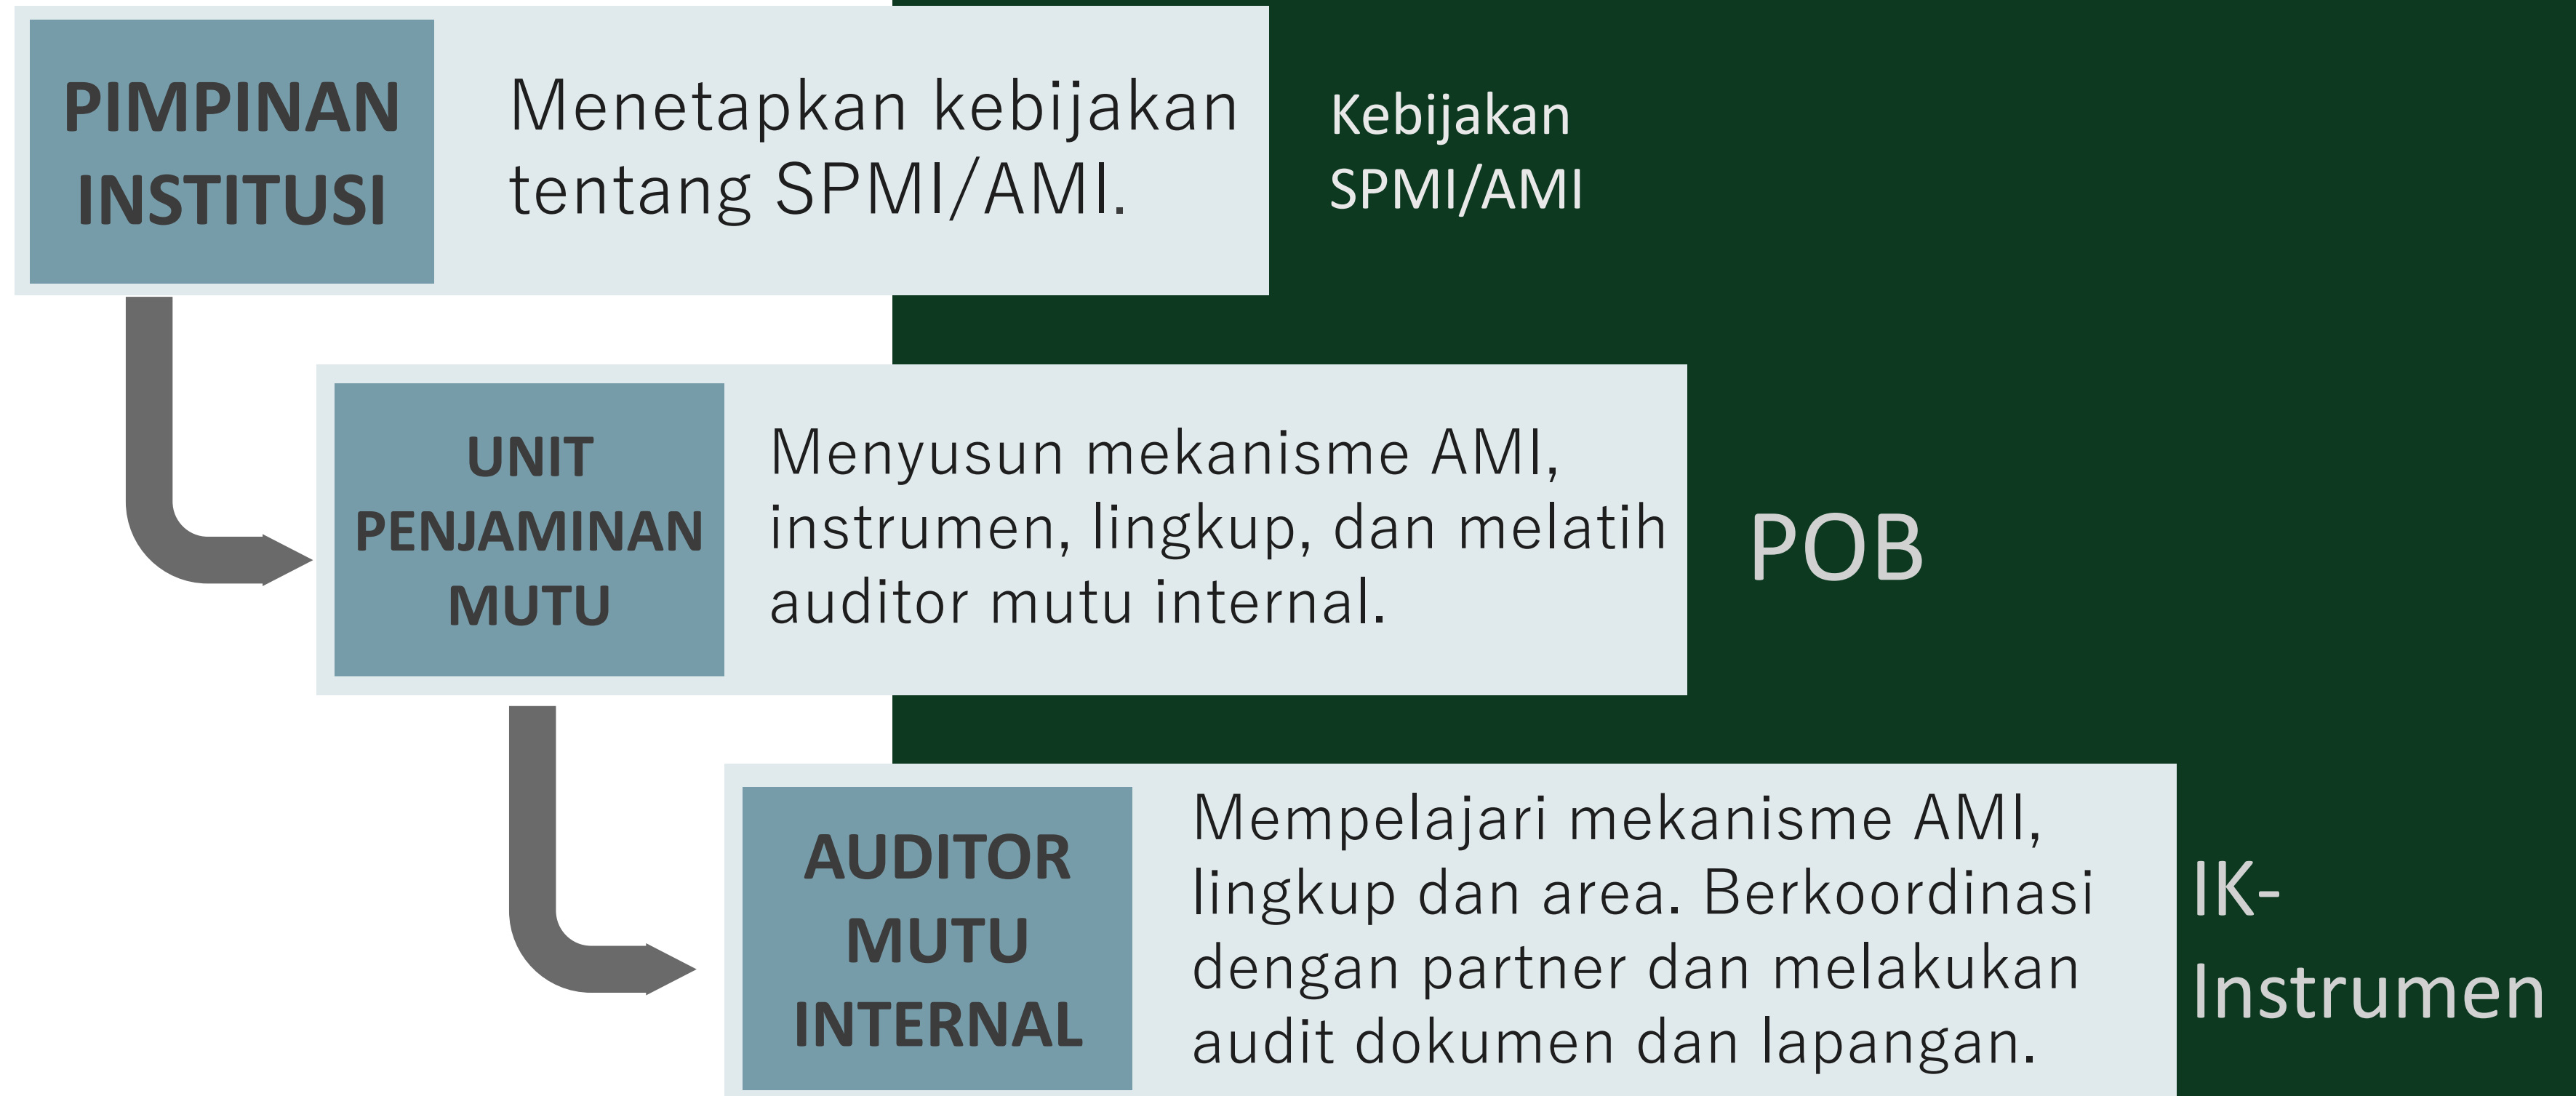 PIMPINAN
INSTITUSI
Menetapkan kebijakan
tentang SPMI/AMI.
Kebijakan
SPMI/AMI
UNIT
PENJAMINAN
MUTU
Menyusun mekanisme AMI,
instrumen, lingkup, dan melatih
auditor mutu internal.
POB
AUDITOR
MUTU
INTERNAL
Mempelajari mekanisme AMI,
lingkup dan area. Berkoordinasi
dengan partner dan melakukan
audit dokumen dan lapangan.
IK-
Instrumen